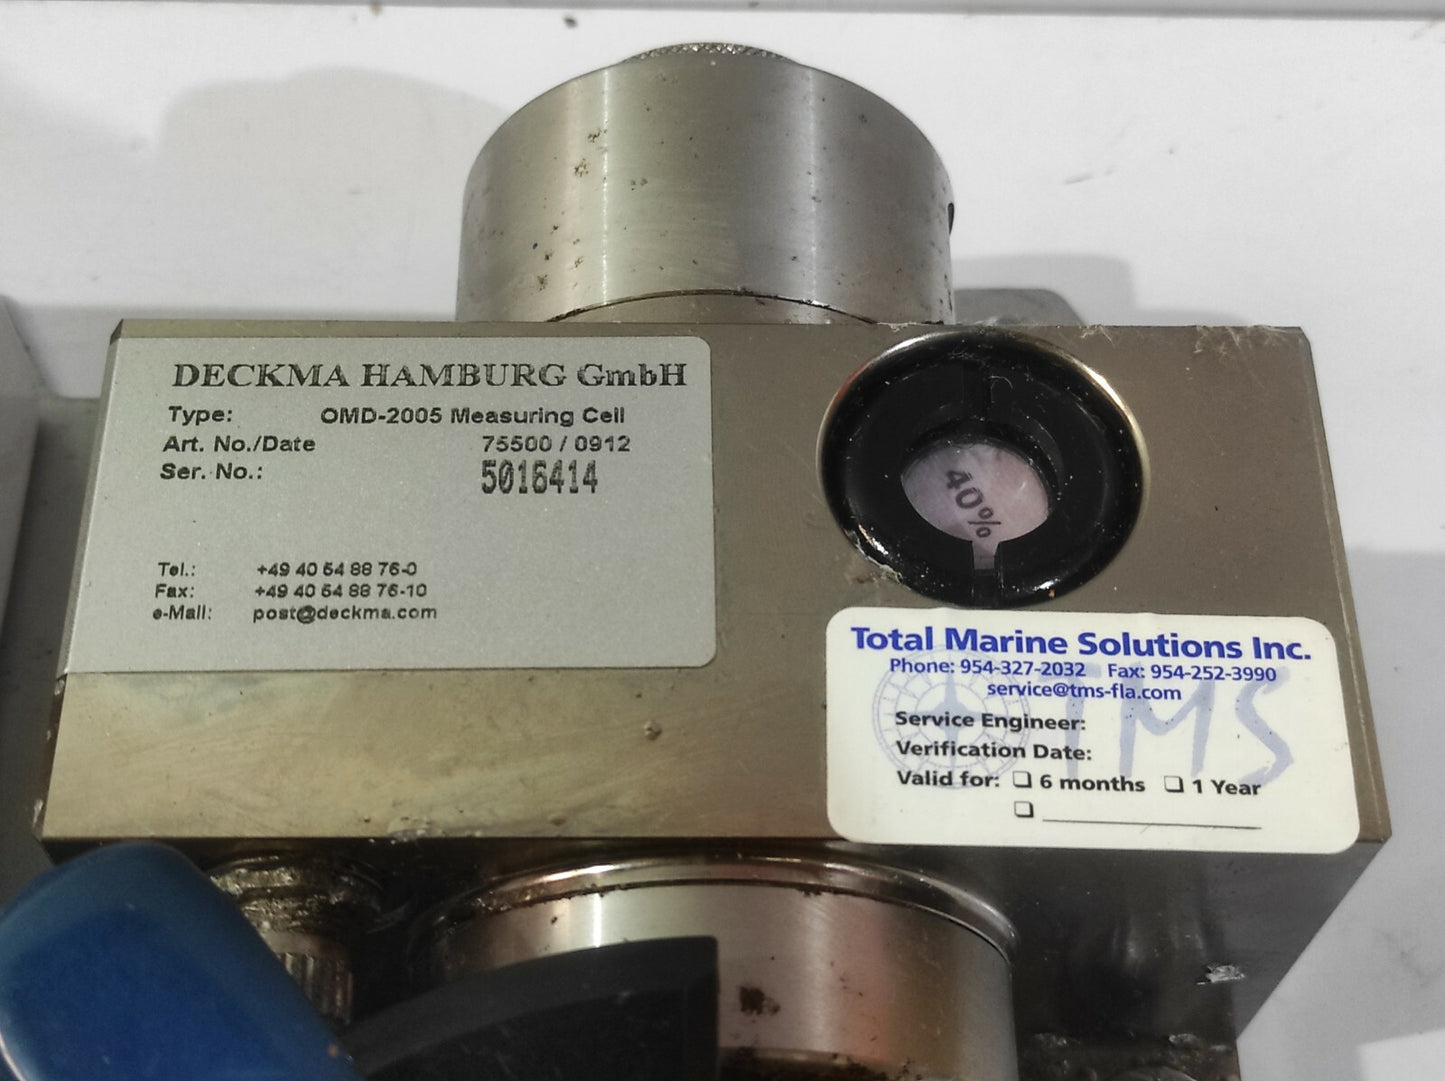 DECKMA HAMBURG GmbH
Type: OMD-2005 Measuring Cell
Art. No./Date 75500 / 0912
Ser. No.: 5016414
Tel.: +49 40 54 88 76-0
Fax: +49 40 54 88 76-10
e-Mail: post@deckma.com
40%
Total Marine Solutions Inc.
Phone: 954-327-2032 Fax: 954-252-3990
service@tms-fla.com
TMS
Service Engineer:
Verification Date:
Valid for: ❏ 6 months ❏ 1 Year
❏